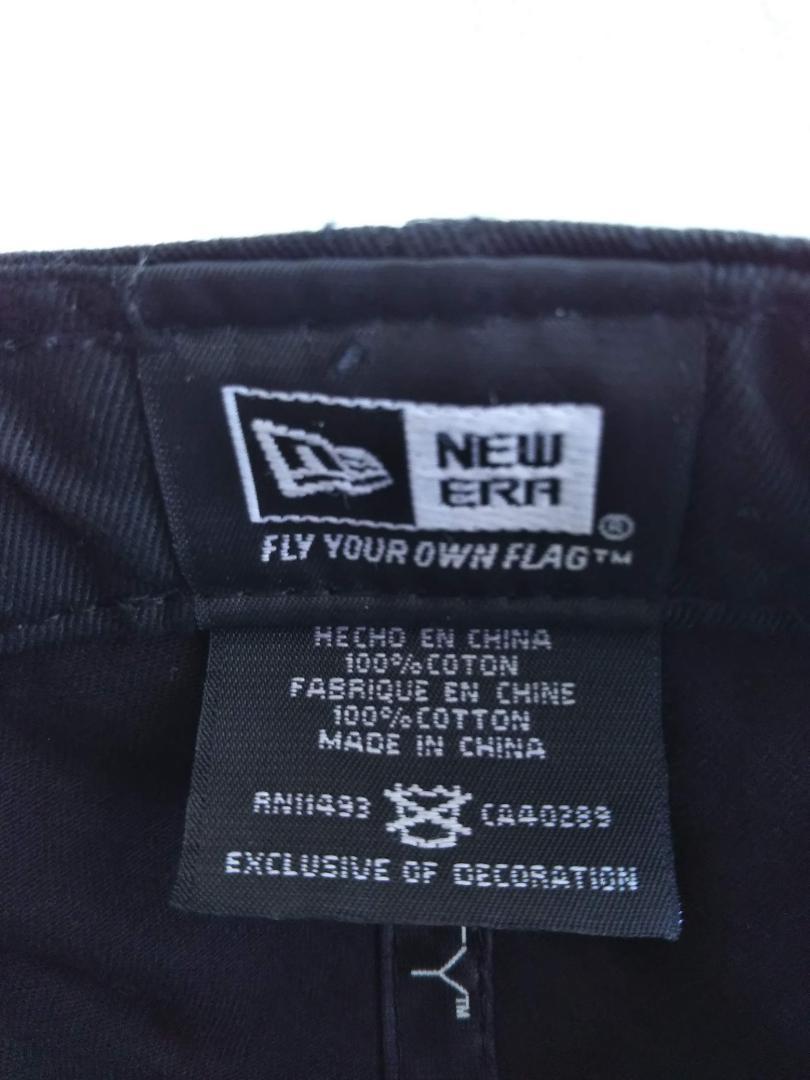 NEW
ERA®
FLY YOUR OWN FLAG™
HECHO EN CHINA
100% COTON
FABRIQUE EN CHINE
100% COTTON
MADE IN CHINA
RN11493 CA40289
EXCLUSIVE OF DECORATION
Y™